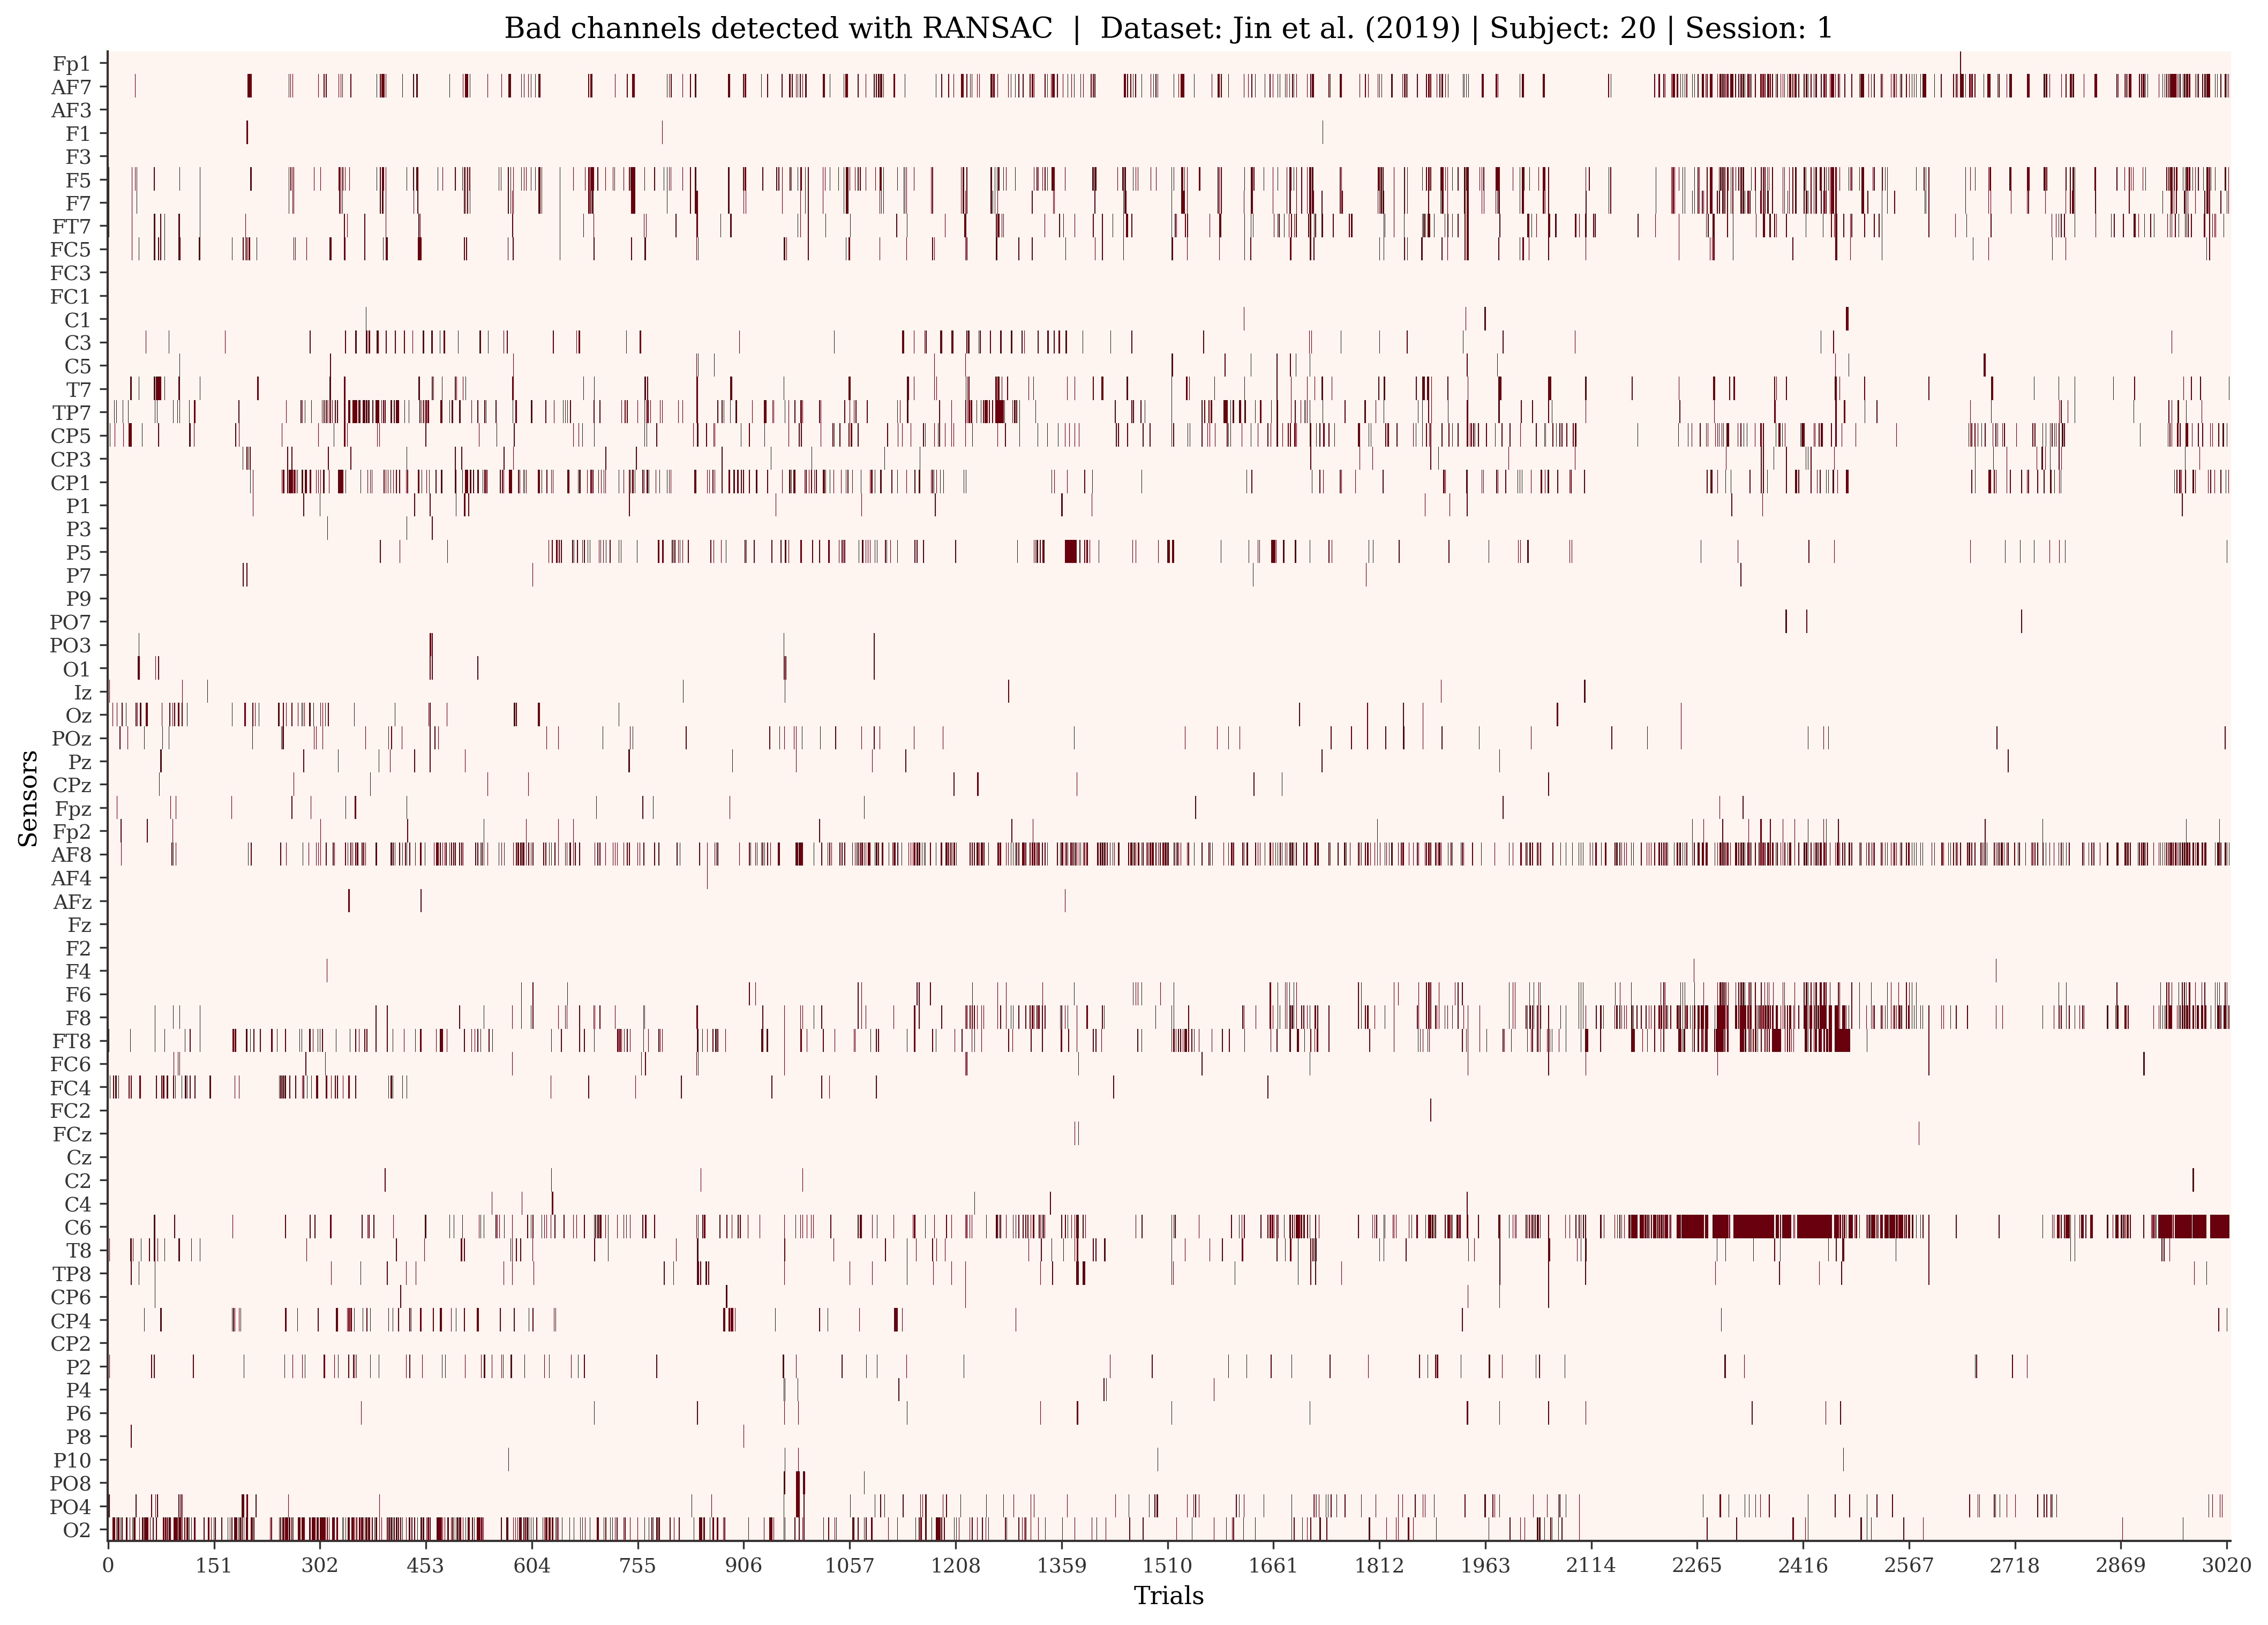 Bad channels detected with RANSAC | Dataset: Jin et al. (2019) | Subject: 20 | Session: 1
Sensors
Fp1
AF7
AF3
F1
F3
F5
F7
FT7
FC5
FC3
FC1
C1
C3
C5
T7
TP7
CP5
CP3
CP1
P1
P3
P5
P7
P9
PO7
PO3
O1
Iz
Oz
POz
Pz
CPz
Fpz
Fp2
AF8
AF4
AFz
Fz
F2
F4
F6
F8
FT8
FC6
FC4
FC2
FCz
Cz
C2
C4
C6
T8
TP8
CP6
CP4
CP2
P2
P4
P6
P8
P10
PO8
PO4
O2
0 151 302 453 604 755 906 1057 1208 1359 1510 1661 1812 1963 2114 2265 2416 2567 2718 2869 3020
Trials